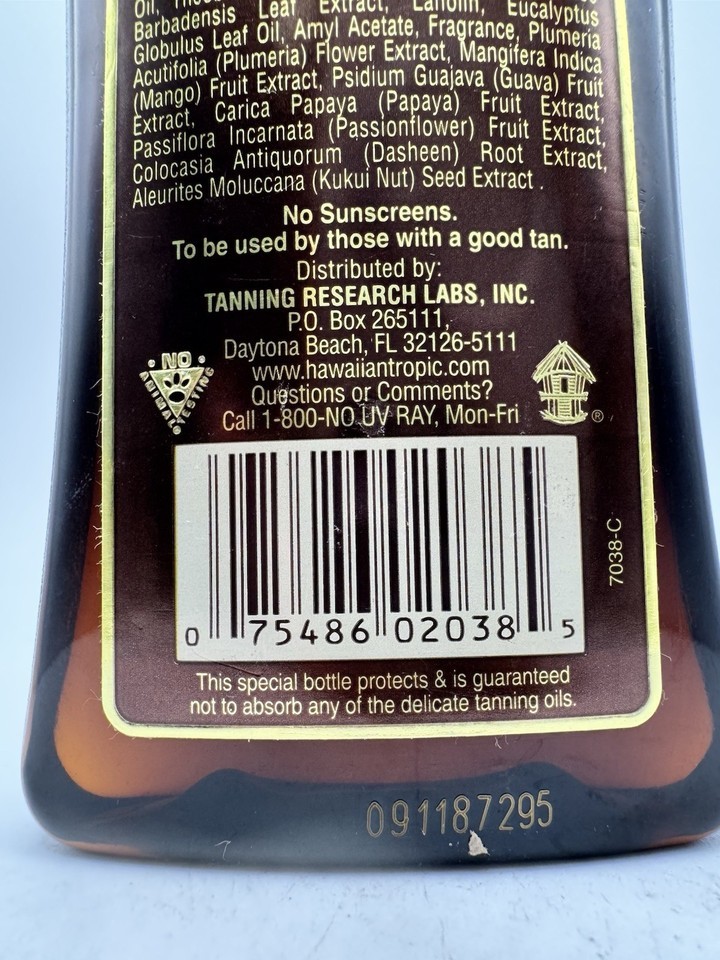 Barbadensis Leaf Extract, Lanolin, Eucalyptus
Globulus Leaf Oil, Amyl Acetate, Fragrance, Plumeria
Acutifolia (Plumeria) Flower Extract, Mangifera Indica
(Mango) Fruit Extract, Psidium Guajava (Guava) Fruit
Extract, Carica Papaya (Papaya) Fruit Extract,
Passiflora Incarnata (Passionflower) Fruit Extract,
Colocasia Antiquorum (Dasheen) Root Extract,
Aleurites Moluccana (Kukui Nut) Seed Extract .
No Sunscreens.
To be used by those with a good tan.
Distributed by:
TANNING RESEARCH LABS, INC.
P.O. Box 265111,
Daytona Beach, FL 32126-5111
www.hawaiiantropic.com
Questions or Comments?
Call 1-800-NO UV RAY, Mon-Fri
NO
ANIMAL TESTING
®
7038-C
0 75486 02038 5
This special bottle protects & is guaranteed
not to absorb any of the delicate tanning oils.
091187295